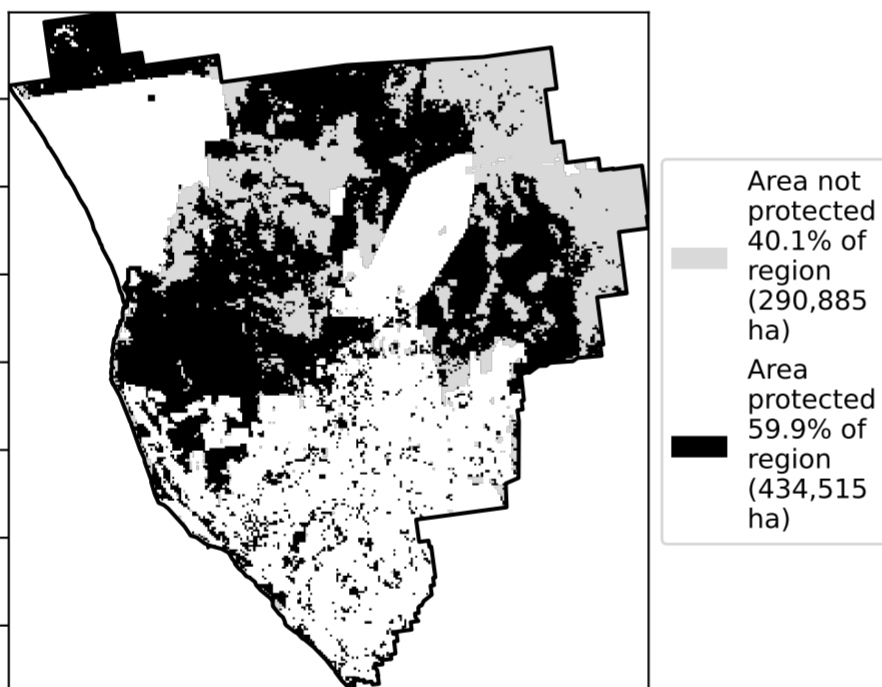 Area not
protected
40.1% of
region
(290,885
ha)
Area
protected
59.9% of
region
(434,515
ha)